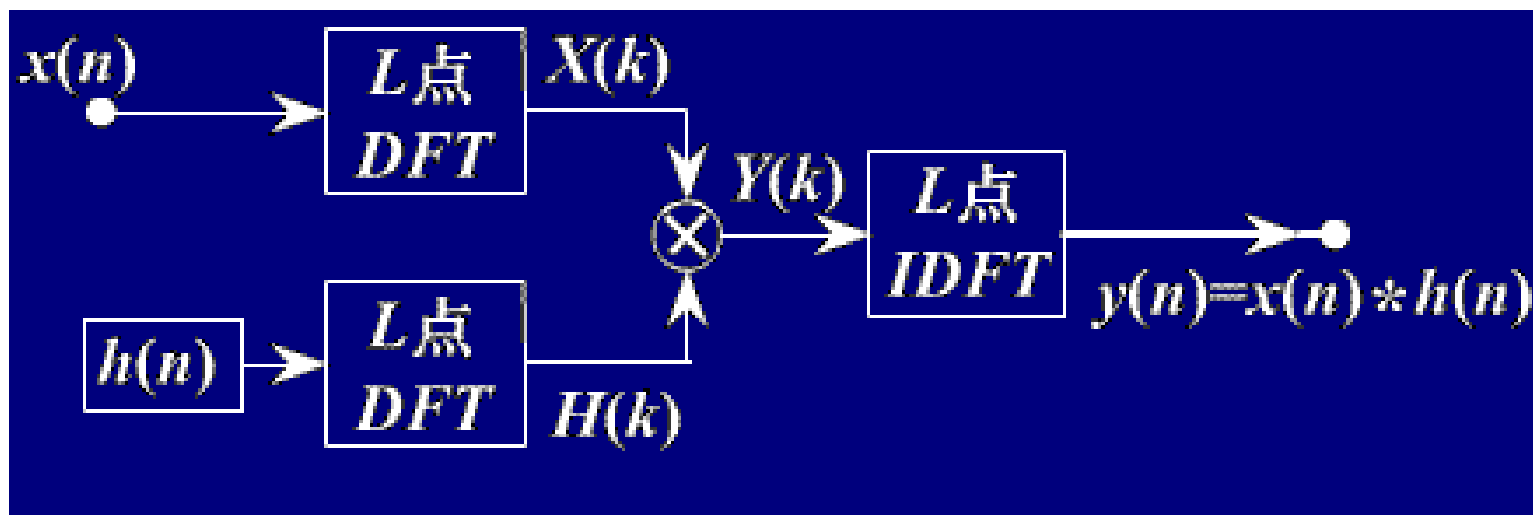 x(n)
L点
DFT
X(k)
Y(k)
L点
IDFT
y(n)=x(n)*h(n)
h(n)
L点
DFT
H(k)